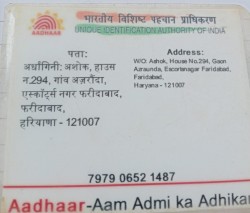 भारतीय विशिष्ट पहचान प्राधिकरण
UNIQUE IDENTIFICATION AUTHORITY OF INDIA
AADHAAR
पता:
अर्धांगिनी: अशोक, हाउस
न.294, गांव अज़रौंदा,
एस्कॉर्ट्स नगर फरीदाबाद,
फरीदाबाद,
हरियाणा - 121007
Address:
W/O: Ashok, House No.294, Gaon
Azraunda, Escortsnagar Faridabad,
Faridabad,
Haryana - 121007
7979 0652 1487
Aadhaar-Aam Admi ka Adhika